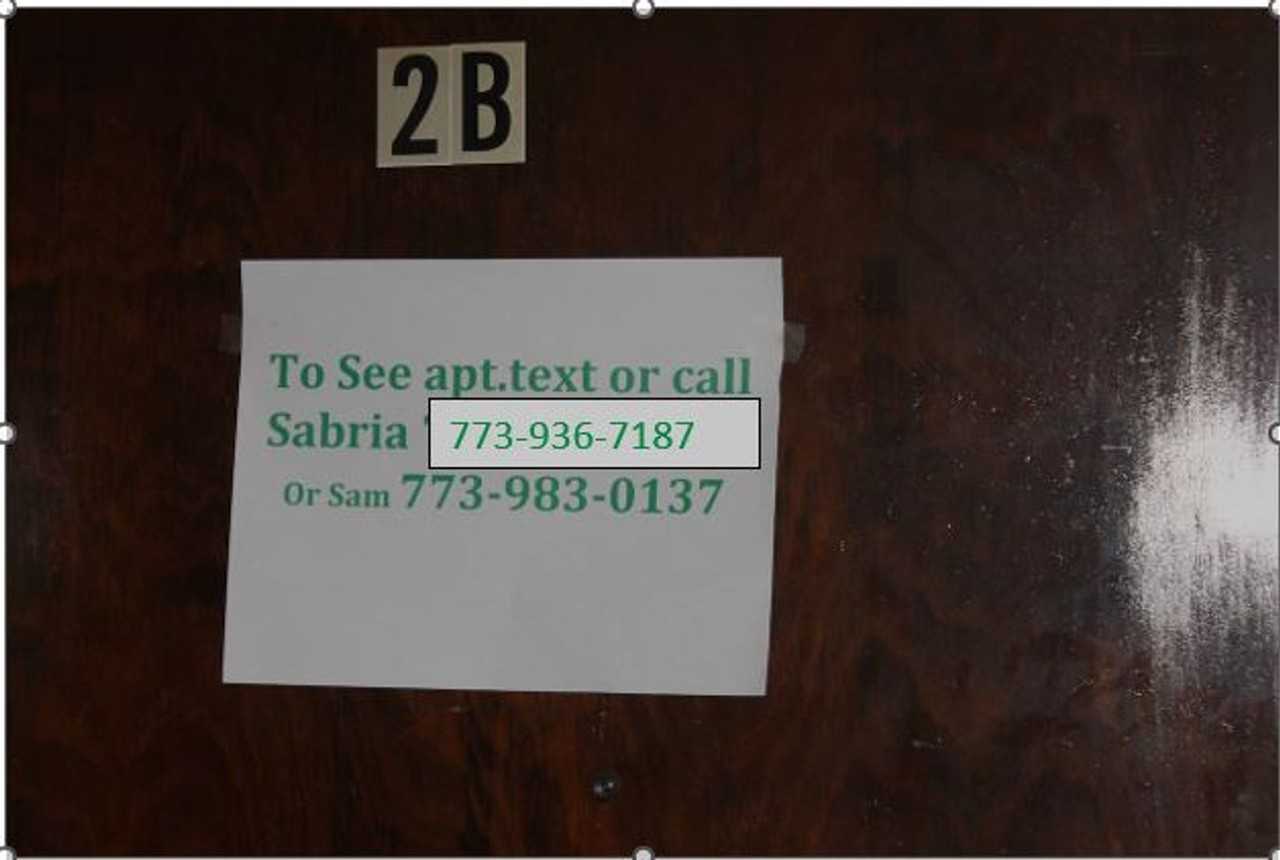 2B
To See apt.text or call
Sabria 773-936-7187
Or Sam 773-983-0137